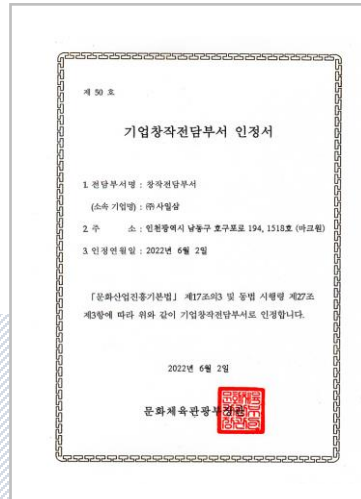 제 50 호
기업창작전담부서 인정서
1. 전담부서명 : 창작전담부서
(소속 기업명) : ㈜사일삼
2. 주 소 : 인천광역시 남동구 호구포로 194, 1518호 (마크원)
3. 인정연월일 : 2022년 6월 2일
「문화산업진흥기본법」 제17조의3 및 동법 시행령 제27조
제3항에 따라 위와 같이 기업창작전담부서로 인정합니다.
2022년 6월 2일
문화체육관광부장관